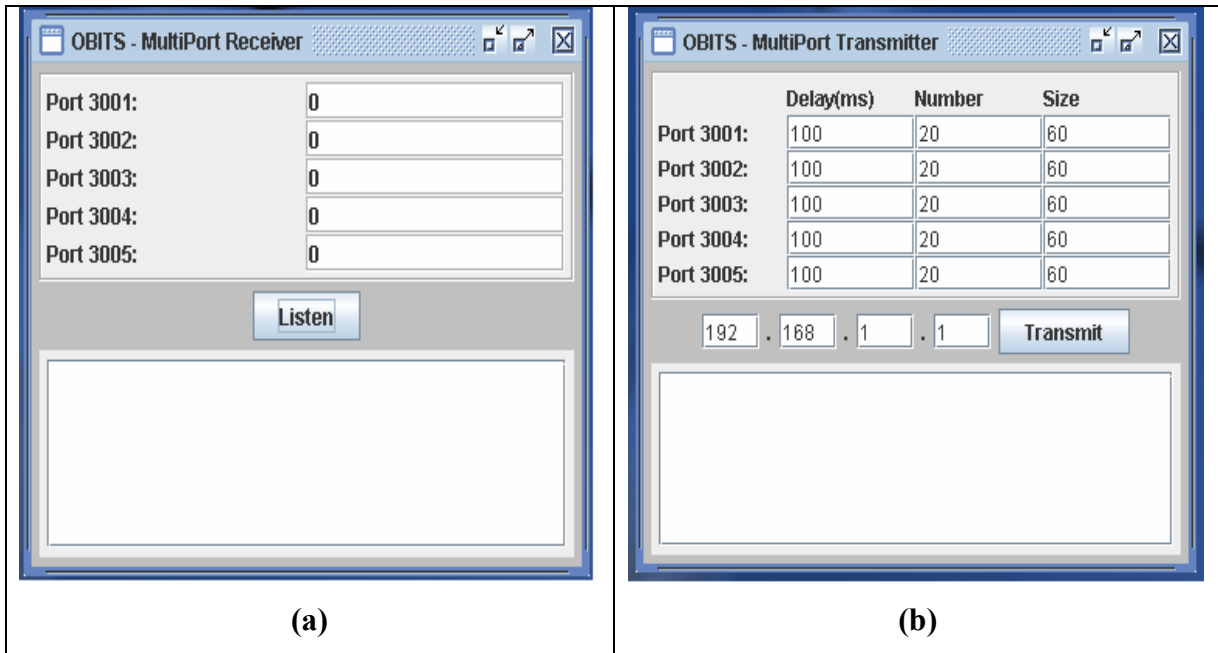 OBITS - MultiPort Receiver
Port 3001: 0
Port 3002: 0
Port 3003: 0
Port 3004: 0
Port 3005: 0
Listen
(a)
OBITS - MultiPort Transmitter
Delay(ms) Number Size
Port 3001: 100 20 60
Port 3002: 100 20 60
Port 3003: 100 20 60
Port 3004: 100 20 60
Port 3005: 100 20 60
192 . 168 . 1 . 1 Transmit
(b)